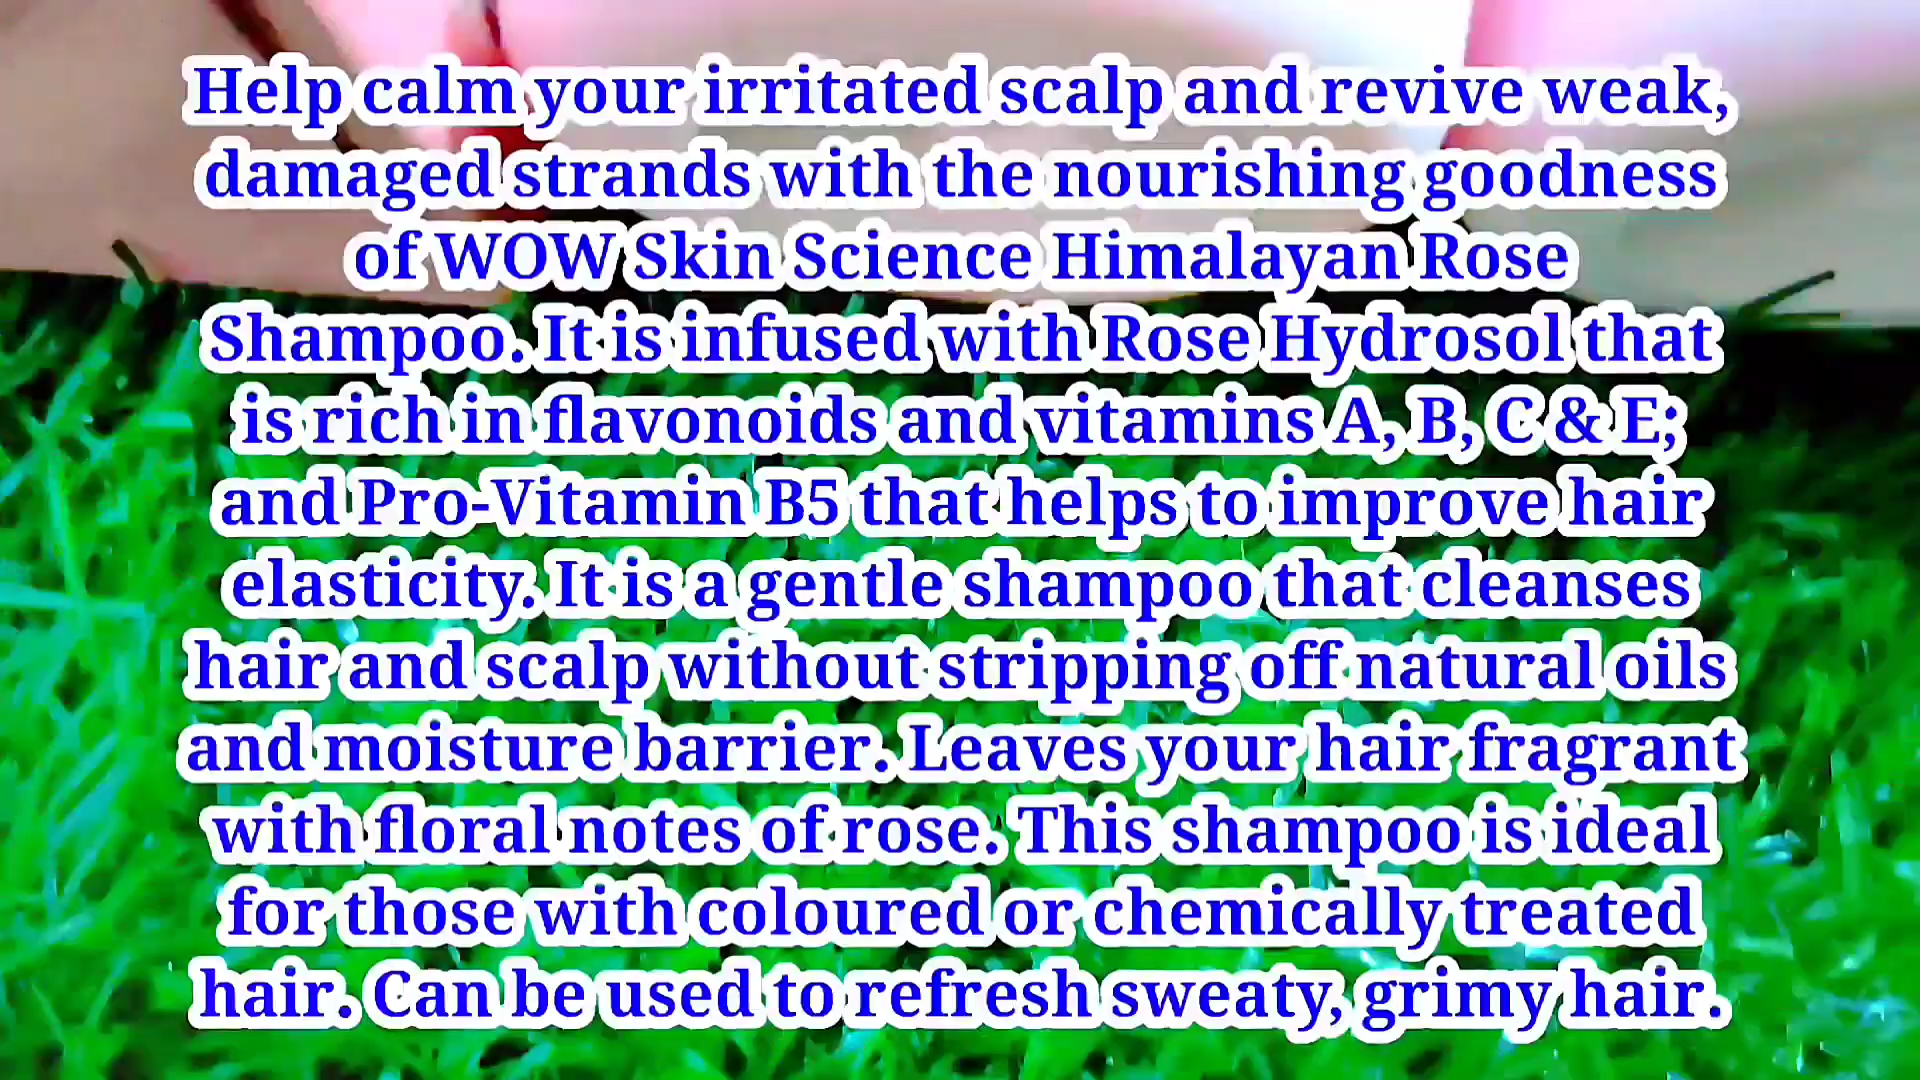 Help calm your irritated scalp and revive weak,
damaged strands with the nourishing goodness
of WOW Skin Science Himalayan Rose
Shampoo. It is infused with Rose Hydrosol that
is rich in flavonoids and vitamins A, B, C & E;
and Pro-Vitamin B5 that helps to improve hair
elasticity. It is a gentle shampoo that cleanses
hair and scalp without stripping off natural oils
and moisture barrier. Leaves your hair fragrant
with floral notes of rose. This shampoo is ideal
for those with coloured or chemically treated
hair. Can be used to refresh sweaty, grimy hair.